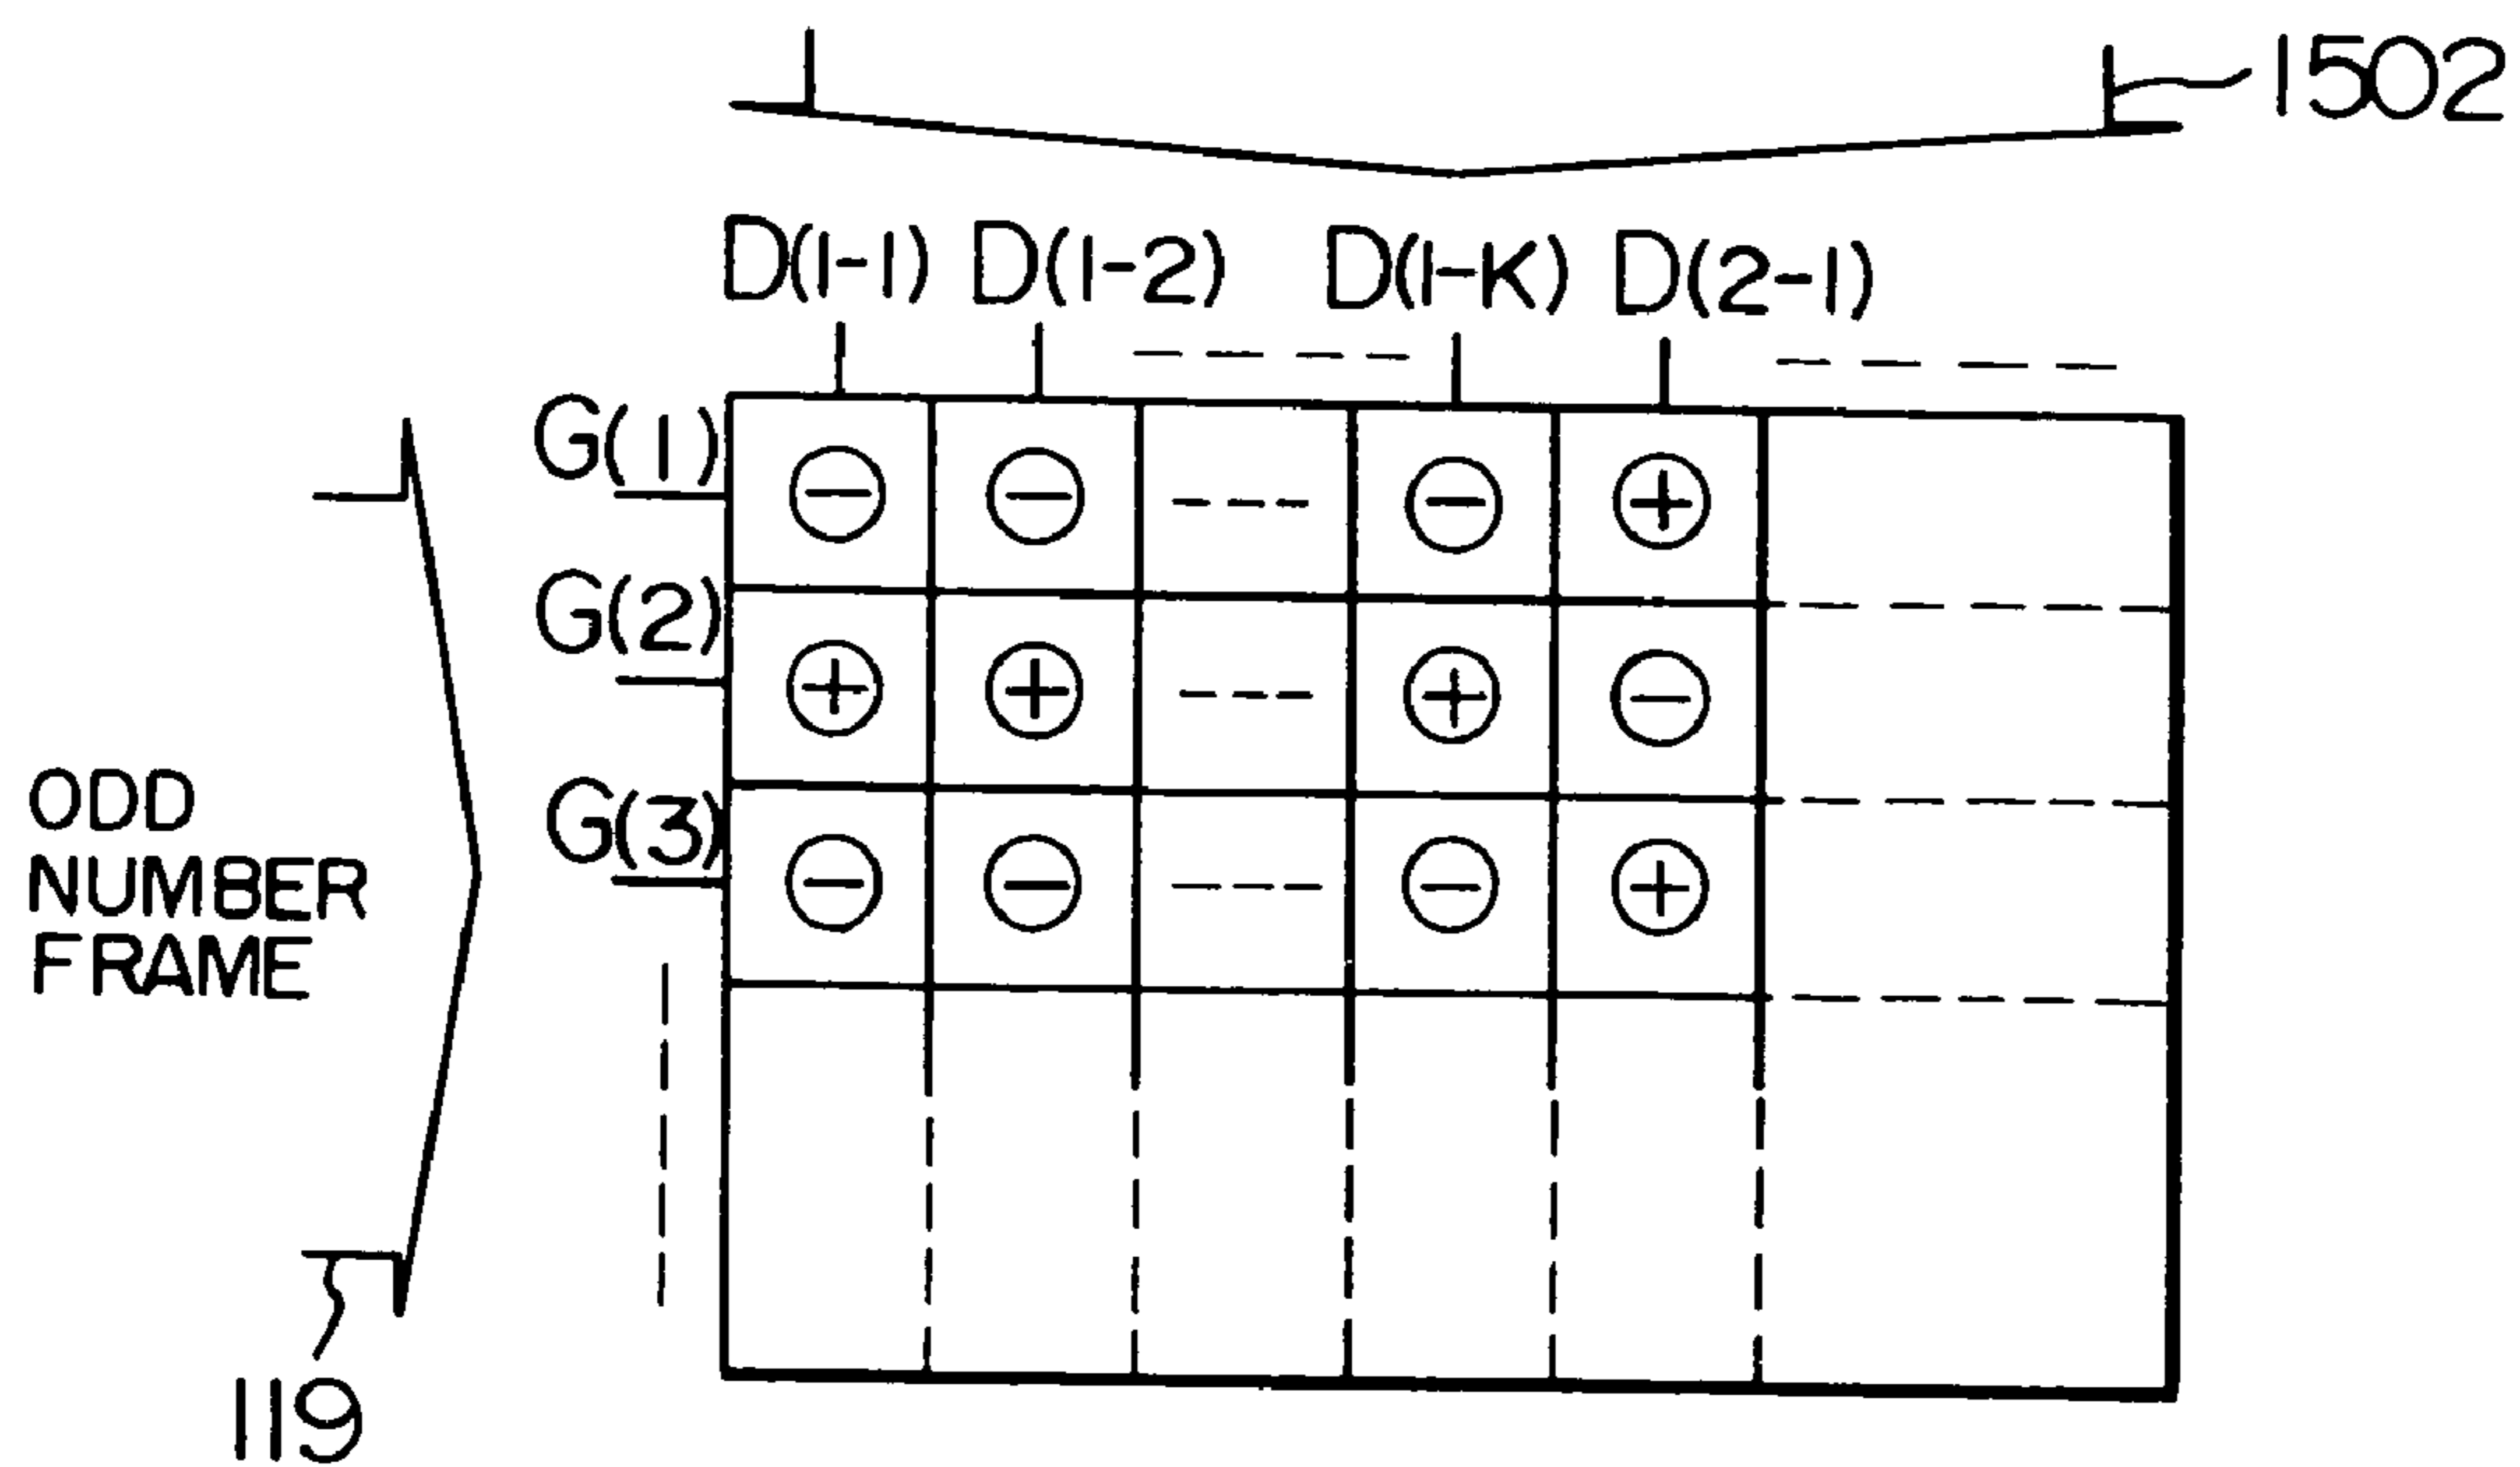 1502
D(1-1) D(1-2) D(1-K) D(2-1)
G(1)
G(2)
G(3)
ODD
NUMBER
FRAME
119